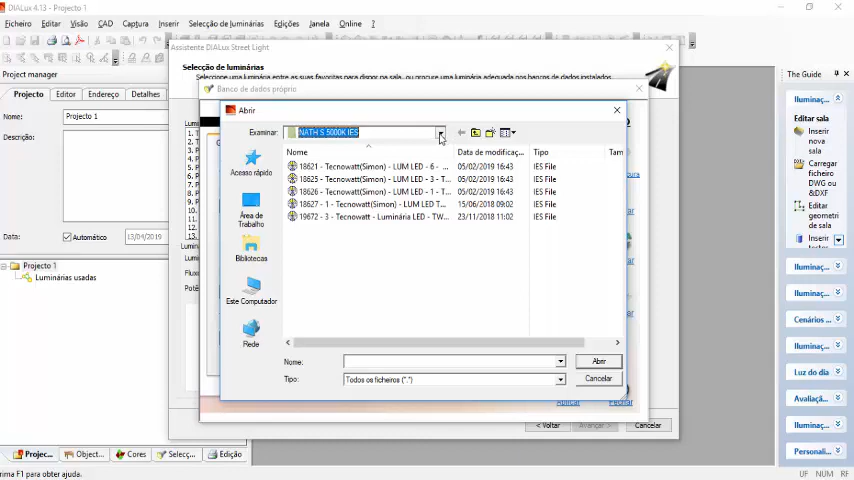 DIALux 4.13 - Projecto 1
Ficheiro Editar Visão CAD Captura Inserir Selecção de luminárias Edições Janela Online ?
Assistente DIALux Street Light
Selecção de luminárias
Seleccione uma luminária entre as suas favoritas para dispor na sala, ou procure uma luminária adequada nos bancos de dados instalados.
Banco de dados próprio
Project manager
Projecto Editor Endereço Detalhes
Nome: Projecto 1
Descrição:
Data: Automático 13/04/2019
Projecto 1
Luminárias usadas
Abrir
Examinar: NATH S 5000K IES
Nome Data de modificaç... Tipo Tam
18621 - Tecnowatt(Simon) - LUM LED - 6 - ... 05/02/2019 16:43 IES File
18625 - Tecnowatt(Simon) - LUM LED - 3 - T... 05/02/2019 16:43 IES File
18626 - Tecnowatt(Simon) - LUM LED - 1 - T... 05/02/2019 16:43 IES File
18627 - 1 - Tecnowatt(Simon) - LUM LED T... 15/06/2018 09:02 IES File
19672 - 3 - Tecnowatt - Luminária LED - TW... 23/11/2018 11:02 IES File
Acesso rápido
Área de
Trabalho
Bibliotecas
Este Computador
Rede
Nome: Abrir
Tipo: Todos os ficheiros (*.*) Cancelar
Aplicar Fechar
< Voltar Avançar > Cancelar
The Guide
Iluminaç...
Editar sala
Inserir
nova
sala
Carregar
ficheiro
DWG ou
&DXF
Editar
geometri
de sala
Inserir
Iluminaç...
Iluminaç...
Cenários ...
Iluminaç...
Luz do dia
Avaliaçã...
Iluminaç...
Personali...
Projec... Object... Cores Selecç... Edição
rima F1 para obter ajuda.
UF NUM RF